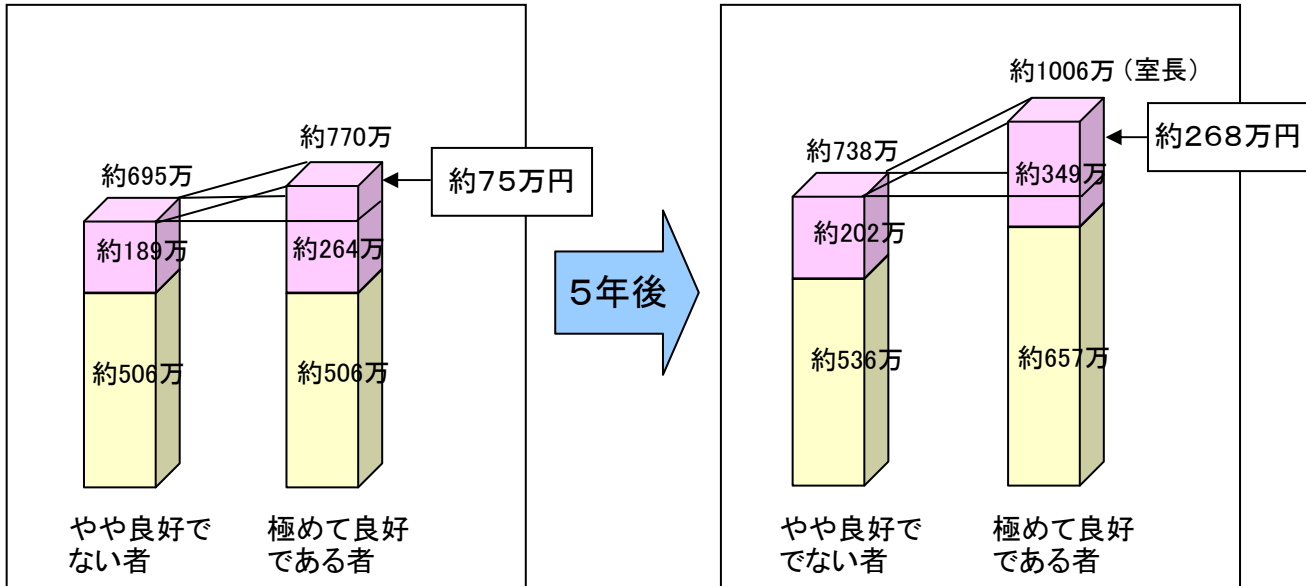 約770万
約695万
約75万円
約189万
約264万
約506万
約506万
やや良好で
ない者
極めて良好
である者
5年後
約1006万（室長）
約738万
約268万円
約349万
約202万
約536万
約657万
やや良好で
でない者
極めて良好
である者